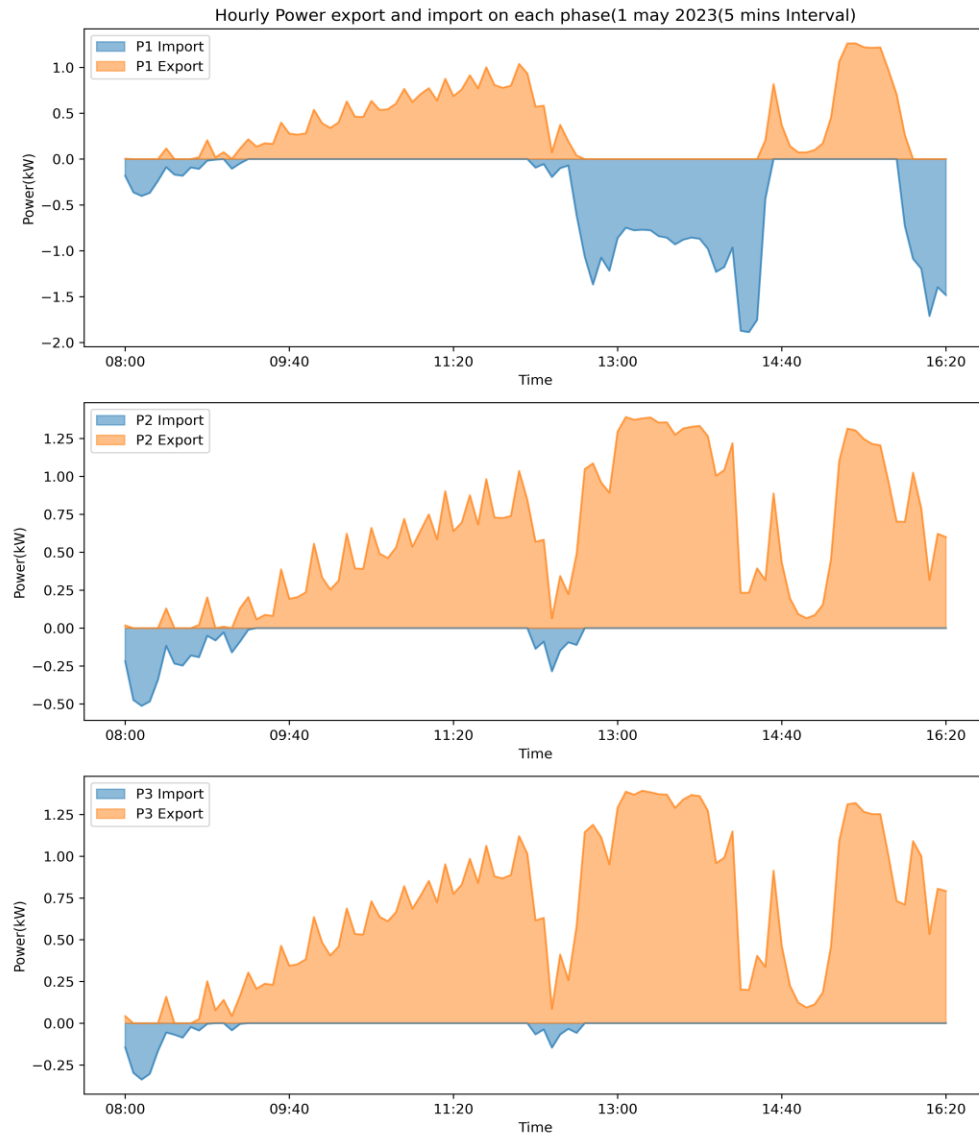 Hourly Power export and import on each phase(1 may 2023(5 mins Interval)
P1 Import
P1 Export
1.0
0.5
0.0
−0.5
−1.0
−1.5
−2.0
Power(kW)
08:00 09:40 11:20 13:00 14:40 16:20
Time
P2 Import
P2 Export
1.25
1.00
0.75
0.50
0.25
0.00
−0.25
−0.50
Power(kW)
08:00 09:40 11:20 13:00 14:40 16:20
Time
P3 Import
P3 Export
1.25
1.00
0.75
0.50
0.25
0.00
−0.25
Power(kW)
08:00 09:40 11:20 13:00 14:40 16:20
Time